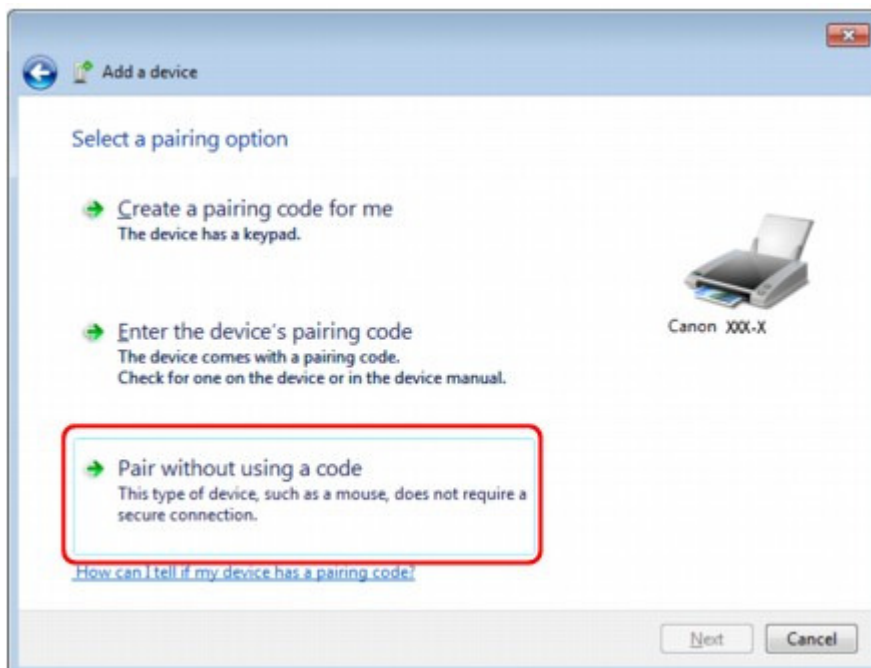 Add a device
Select a pairing option
Create a pairing code for me
The device has a keypad.
Canon XXX-X
Enter the device's pairing code
The device comes with a pairing code.
Check for one on the device or in the device manual.
Pair without using a code
This type of device, such as a mouse, does not require a
secure connection.
How can I tell if my device has a pairing code?
Next
Cancel